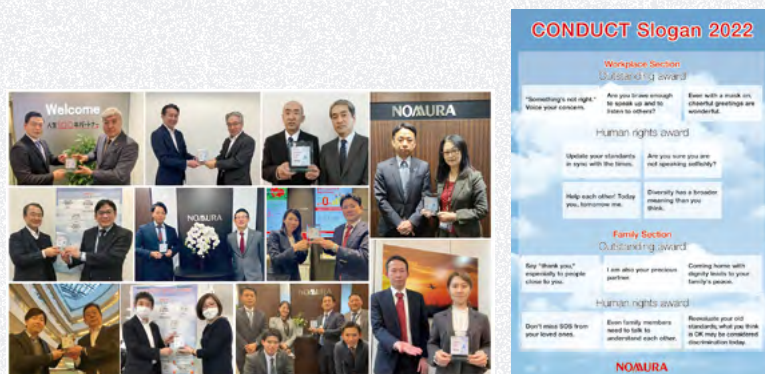 Welcome
NOMURA
NOMURA
NOMURA
CONDUCT Slogan 2022
Workplace Section
Outstanding award
"Something's not right."
Voice your concern.
Are you brave enough
to speak up and to
listen to others?
Even with a mask on,
cheerful greetings are
wonderful.
Human rights award
Update your standards
in sync with the times.
Are you sure you are
not speaking selfishly?
Help each other! Today
you, tomorrow me.
Diversity has a broader
meaning than you
think.
Family Section
Outstanding award
Say "thank you,"
especially to people
close to you.
I am also your precious
partner.
Coming home with
dignity leads to your
family's peace.
Human rights award
Don't miss SOS from
your loved ones.
Even family members
need to talk to
understand each other.
Reevaluate your old
standards, what you think
is OK may be considered
discrimination today.
NOMURA